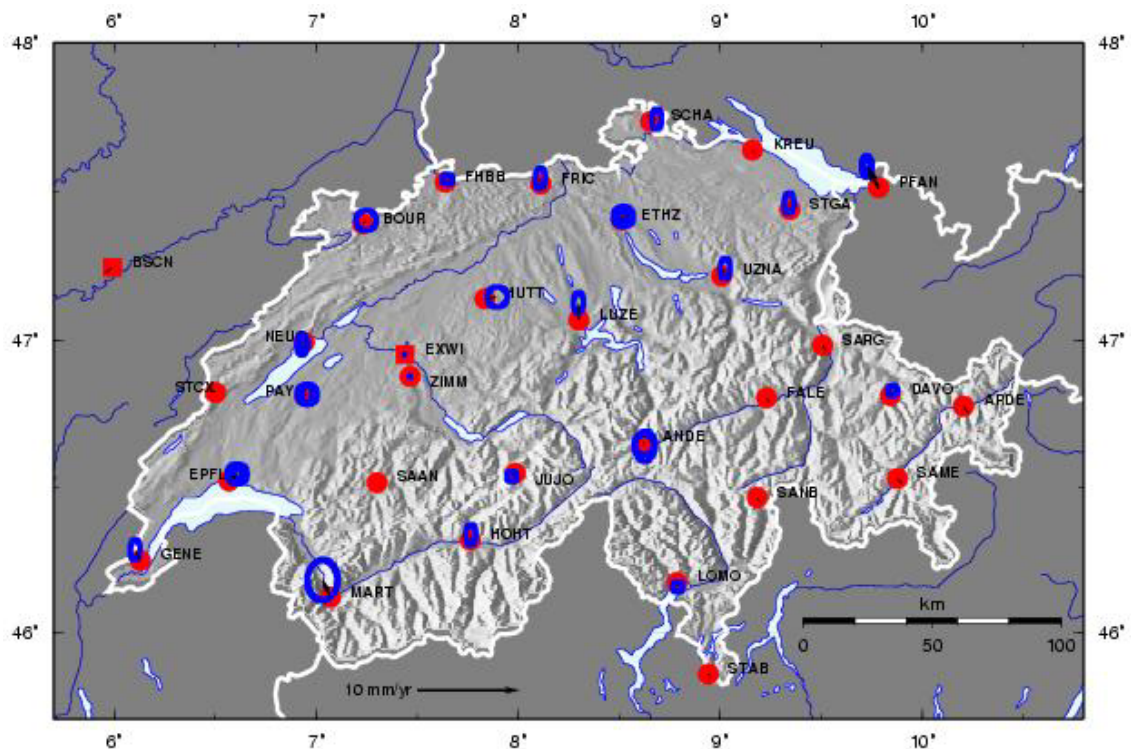 6° 7° 8° 9° 10°
48° 48°
SCHA
KREU
FHBB FRIC PFAN
STGA
BOUR ETHZ
BSCN UZNA
HUTT
LUZE
NEU SARG
EXWI
STCX ZIMM
PAY FALE DAVO ARDE
47° 47°
ANDE
EPFL SAAN JUJO SAME
SANB
HOHT
GENE
MART LOMO
km
46° 46°
0 50 100
STAB
10 mm/yr
6° 7° 8° 9° 10°